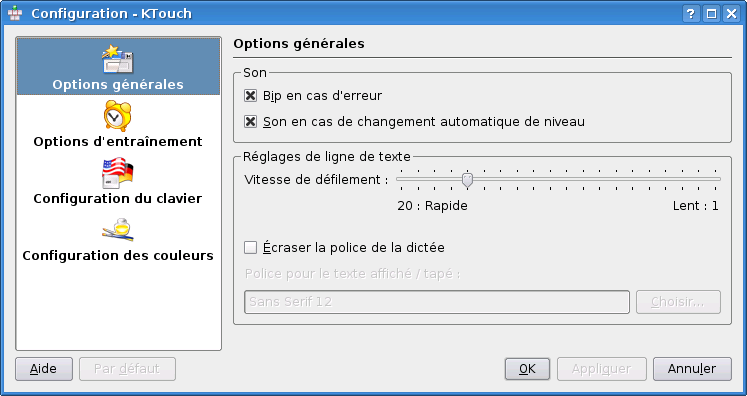 Configuration - KTouch
Options générales
Options d'entraînement
Configuration du clavier
Configuration des couleurs
Options générales
Son
Bip en cas d'erreur
Son en cas de changement automatique de niveau
Réglages de ligne de texte
Vitesse de défilement :
20 : Rapide
Lent : 1
Écraser la police de la dictée
Police pour le texte affiché / tapé :
Sans Serif 12
Choisir...
Aide
Par défaut
OK
Appliquer
Annuler